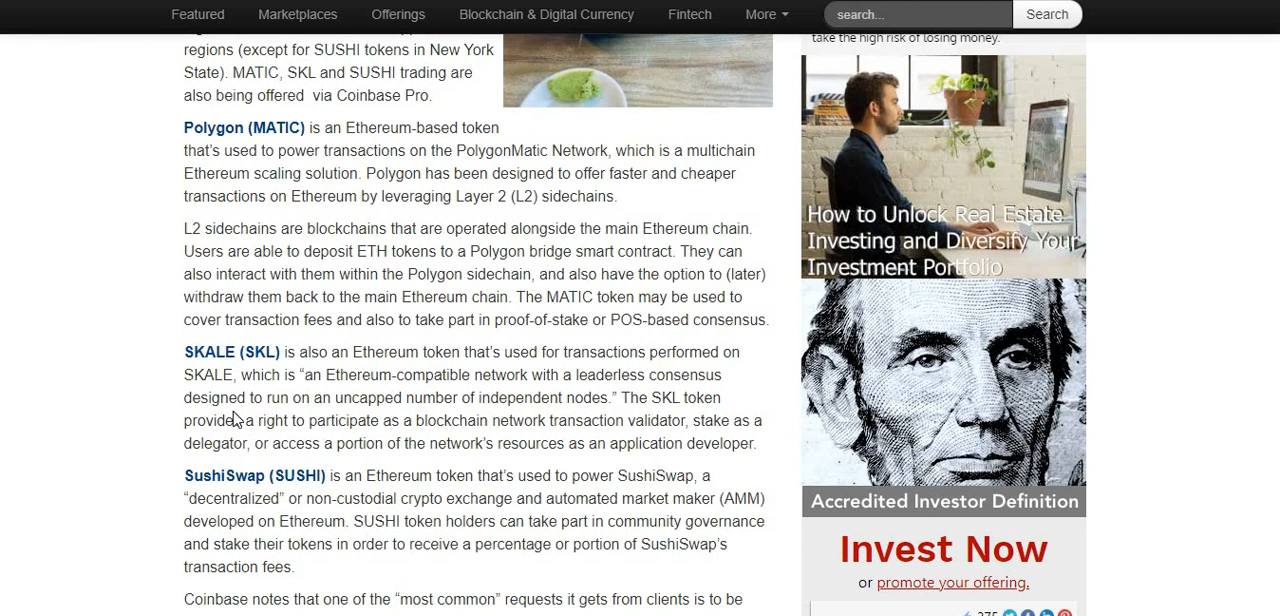 Featured Marketplaces Offerings Blockchain & Digital Currency Fintech More search... Search
regions (except for SUSHI tokens in New York
State). MATIC, SKL and SUSHI trading are
also being offered via Coinbase Pro.
Polygon (MATIC) is an Ethereum-based token
that’s used to power transactions on the PolygonMatic Network, which is a multichain
Ethereum scaling solution. Polygon has been designed to offer faster and cheaper
transactions on Ethereum by leveraging Layer 2 (L2) sidechains.
L2 sidechains are blockchains that are operated alongside the main Ethereum chain.
Users are able to deposit ETH tokens to a Polygon bridge smart contract. They can
also interact with them within the Polygon sidechain, and also have the option to (later)
withdraw them back to the main Ethereum chain. The MATIC token may be used to
cover transaction fees and also to take part in proof-of-stake or POS-based consensus.
SKALE (SKL) is also an Ethereum token that’s used for transactions performed on
SKALE, which is “an Ethereum-compatible network with a leaderless consensus
designed to run on an uncapped number of independent nodes.” The SKL token
provides a right to participate as a blockchain network transaction validator, stake as a
delegator, or access a portion of the network’s resources as an application developer.
SushiSwap (SUSHI) is an Ethereum token that’s used to power SushiSwap, a
“decentralized” or non-custodial crypto exchange and automated market maker (AMM)
developed on Ethereum. SUSHI token holders can take part in community governance
and stake their tokens in order to receive a percentage or portion of SushiSwap’s
transaction fees.
Coinbase notes that one of the “most common” requests it gets from clients is to be
take the high risk of losing money.
How to Unlock Real Estate
Investing and Diversify Your
Investment Portfolio
Accredited Investor Definition
Invest Now
or promote your offering.
275